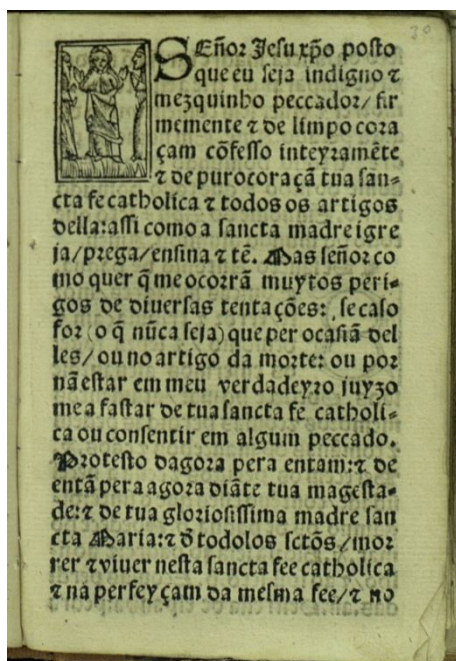 30
SEñor Jesu xp̃o posto
que eu seja indigno ⁊
mezquinho peccador/ fir
memente ⁊ de limpo cora
çam cõfesso inteyramẽte
⁊ de puro coraçã tua san⸗
cta fe catholica ⁊ todos os artigos
della: assi como a sancta madre igre
ja/prega/ensina ⁊ tẽ. Mas señor co
mo quer q̃ me ocorrã muytos peri⸗
gos de diversas tentações: se caso
for (o q̃ nũca seja) que per ocasiã del
les/ ou no artigo da morte: ou por
nã estar em meu verdadeyro juyzo
me a fastar de tua sancta fe catholi⸗
ca ou consentir em algum peccado.
Protesto dagora pera entam: ⁊ de
entã pera agora diãte tua magesta⸗
de: ⁊ de tua gloriosissima madre san
cta Maria: ⁊ d̃ todolos sctõs /mor
rer ⁊ viver nesta sancta fee catholica
⁊ na perfeyçam da mesma fee/ ⁊ no